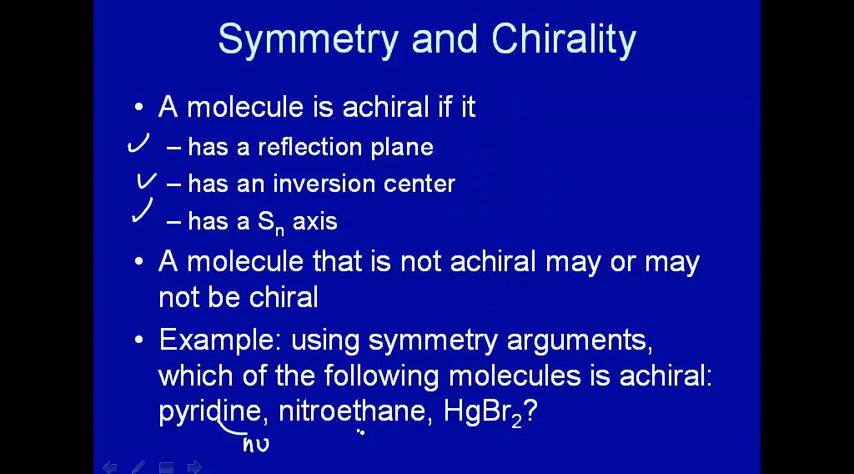 Symmetry and Chirality
• A molecule is achiral if it
– has a reflection plane
– has an inversion center
– has a Sₙ axis
• A molecule that is not achiral may or may
not be chiral
• Example: using symmetry arguments,
which of the following molecules is achiral:
pyridine, nitroethane, HgBr₂?